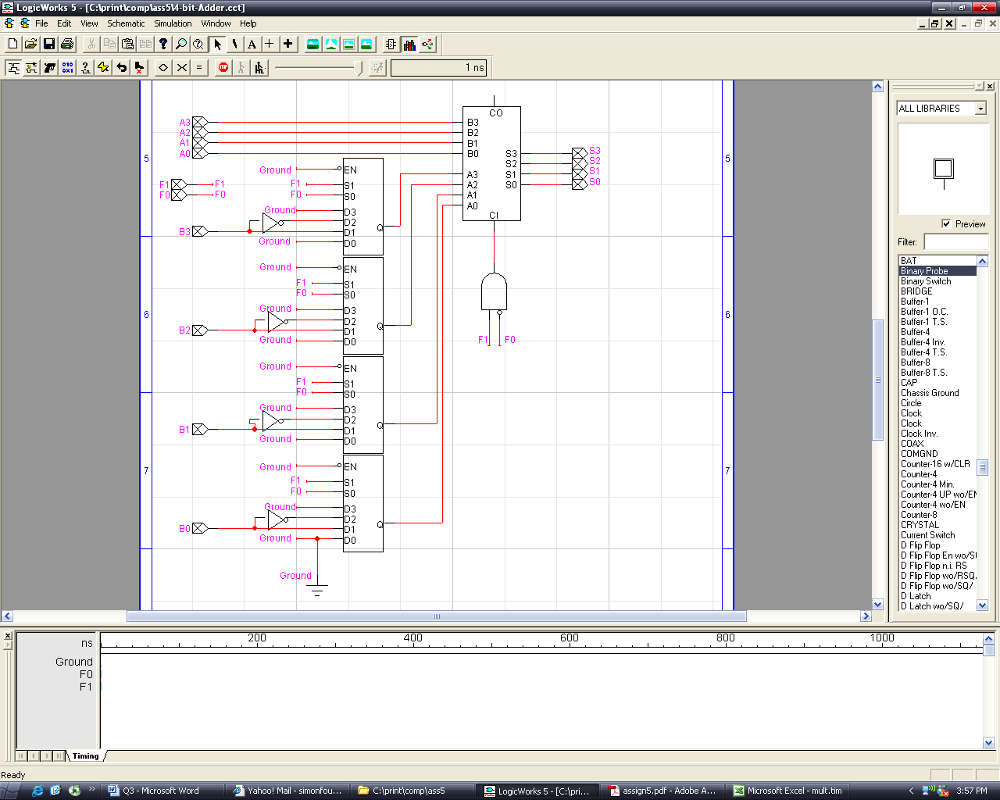 LogicWorks 5 - [C:\print\comp\ass5\4-bit-Adder.cct]
File Edit View Schematic Simulation Window Help
1 ns
ALL LIBRARIES
Preview
Filter:
BAT
Binary Probe
Binary Switch
BRIDGE
Buffer-1
Buffer-1 O.C.
Buffer-1 T.S.
Buffer-4
Buffer-4 Inv.
Buffer-4 T.S.
Buffer-8
Buffer-8 T.S.
CAP
Chassis Ground
Circle
Clock
Clock
Clock Inv.
COAX
COMGND
Counter-16 w/CLR
Counter-4
Counter-4 Min.
Counter-4 UP wo/EN
Counter-4 wo/EN
Counter-8
CRYSTAL
Current Switch
D Flip Flop
D Flip Flop En wo/S
D Flip Flop n.i. RS
D Flip Flop wo/RSQ
D Flip Flop wo/SQ/
D Latch
D Latch wo/SQ/
CO
A3 B3
A2 B2
A1 B1
A0 B0
S3 S3
S2 S2
S1 S1
S0 S0
A3
A2
A1
A0
CI
5 5
F1 F1
F0 F0
Ground EN
F1 S1
F0 S0
Ground D3
D2
B3 D1
Ground D0
Q
Ground EN
F1 S1
F0 S0
Ground D3
D2
B2 D1
Ground D0
Q
6 6
F1 F0
Ground EN
F1 S1
F0 S0
Ground D3
D2
B1 D1
Ground D0
Q
Ground EN
F1 S1
F0 S0
Ground D3
D2
B0 D1
Ground D0
Q
7 7
Ground
ns 200 400 600 800 1000
Ground
F0
F1
Timing
Ready
Q3 - Microsoft Word
Yahoo! Mail - simonfou...
C:\print\comp\ass5
LogicWorks 5 - [C:\pri...
assign5.pdf - Adobe A...
Microsoft Excel - mult.tim
3:57 PM